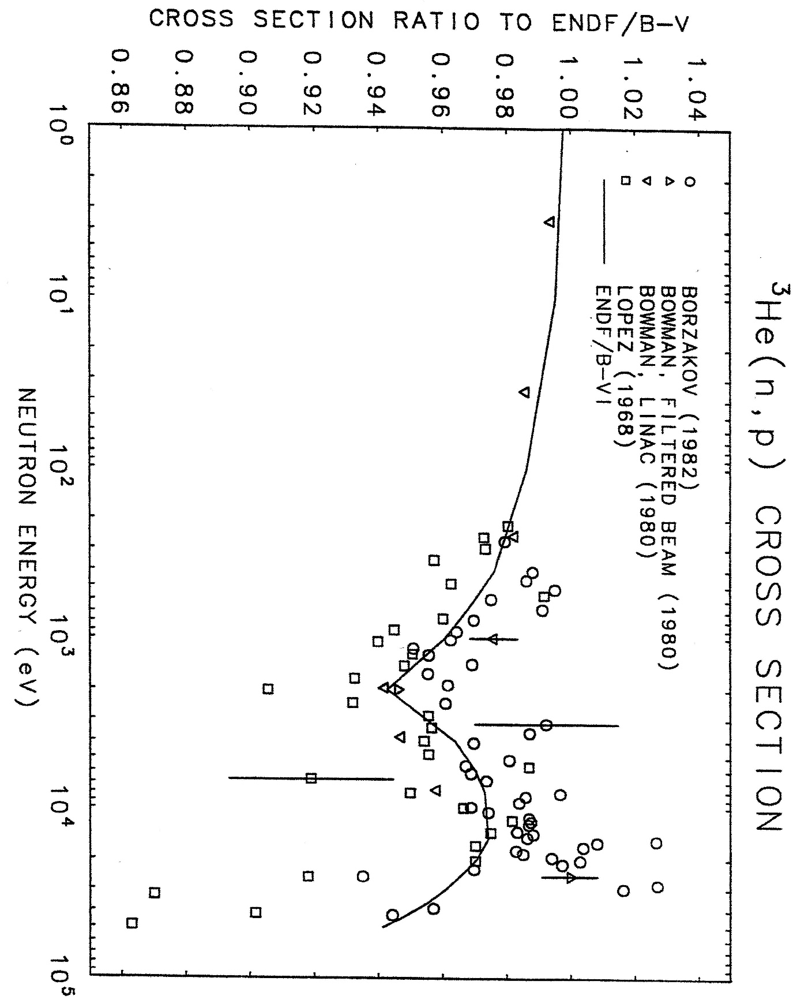 ³He(n,p) CROSS SECTION
BORZAKOV (1982)
BOWMAN, FILTERED BEAM (1980)
BOWMAN, LINAC (1980)
LOPEZ (1968)
ENDF/B-VI
CROSS SECTION RATIO TO ENDF/B-V
1.04
1.02
1.00
0.98
0.96
0.94
0.92
0.90
0.88
0.86
10⁰ 10¹ 10² 10³ 10⁴ 10⁵
NEUTRON ENERGY (eV)